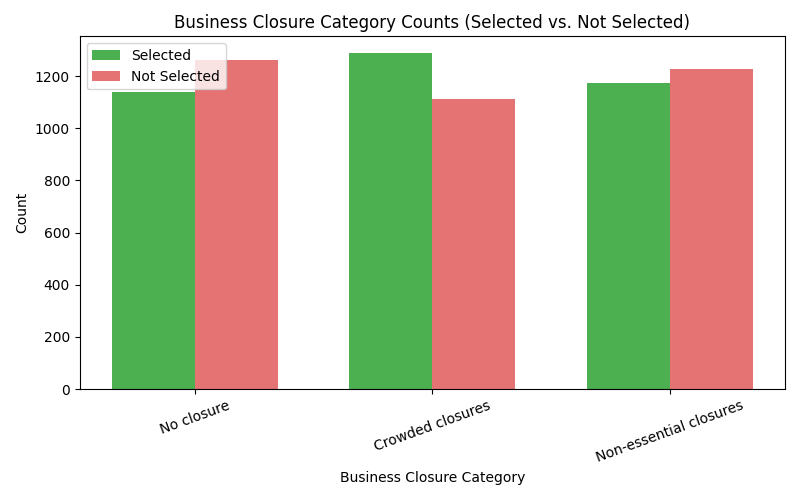 Business Closure Category Counts (Selected vs. Not Selected)
Selected
Not Selected
1200
1000
800
600
400
200
0
Count
No closure
Crowded closures
Non-essential closures
Business Closure Category